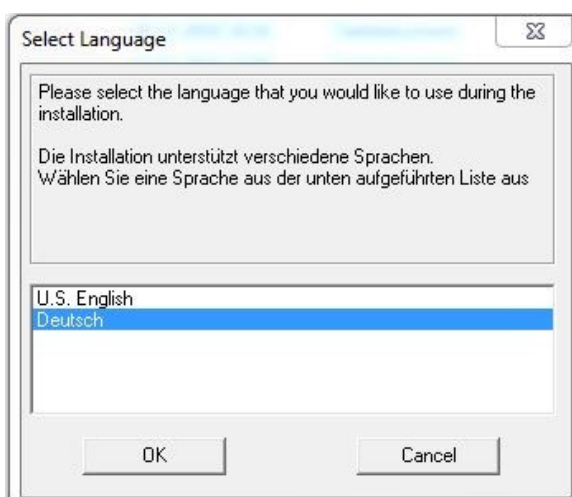 Select Language
Please select the language that you would like to use during the
installation.
Die Installation unterstützt verschiedene Sprachen.
Wählen Sie eine Sprache aus der unten aufgeführten Liste aus
U.S. English
Deutsch
OK
Cancel